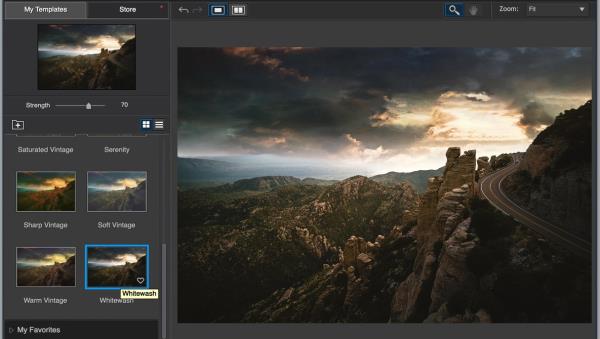 My Templates Store Zoom: Fit
Strength 70
Saturated Vintage Serenity
Sharp Vintage Soft Vintage
Whitewash
Warm Vintage Whitewash
My Favorites